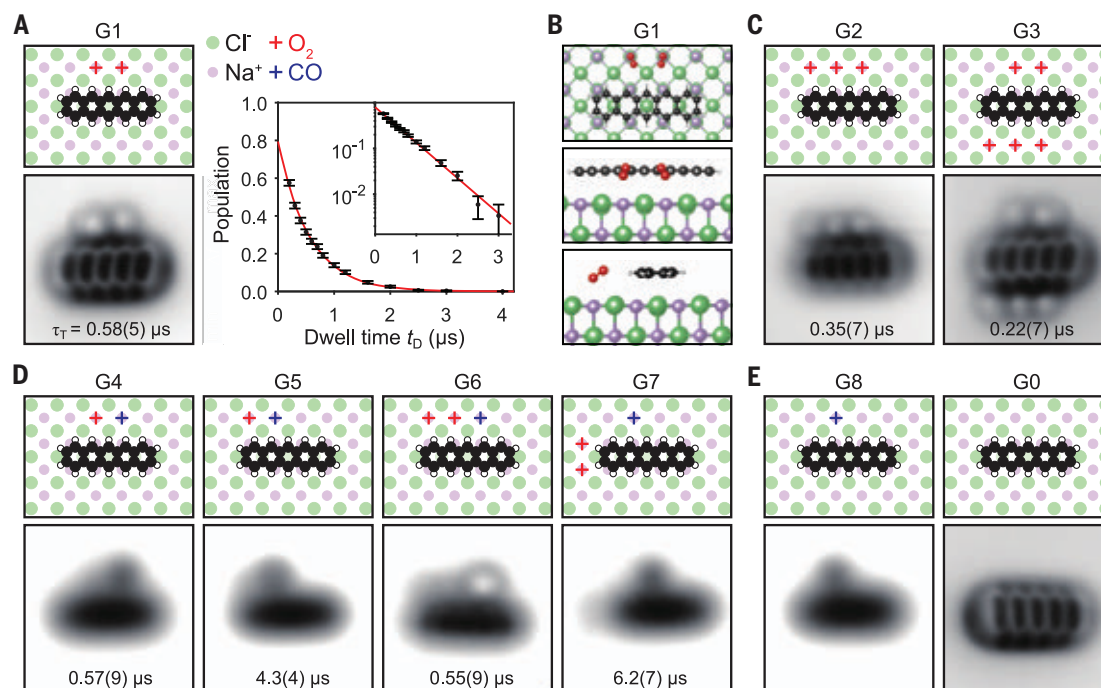 A
G1
Cl⁻ + O₂
Na⁺ + CO
τ_T = 0.58(5) µs
Population
1.0
0.8
0.6
0.4
0.2
0.0
0 1 2 3 4
Dwell time t_D (µs)
10⁻¹
10⁻²
0 1 2 3
B
G1
C
G2
G3
0.35(7) µs
0.22(7) µs
D
G4
G5
G6
G7
0.57(9) µs
4.3(4) µs
0.55(9) µs
6.2(7) µs
E
G8
G0